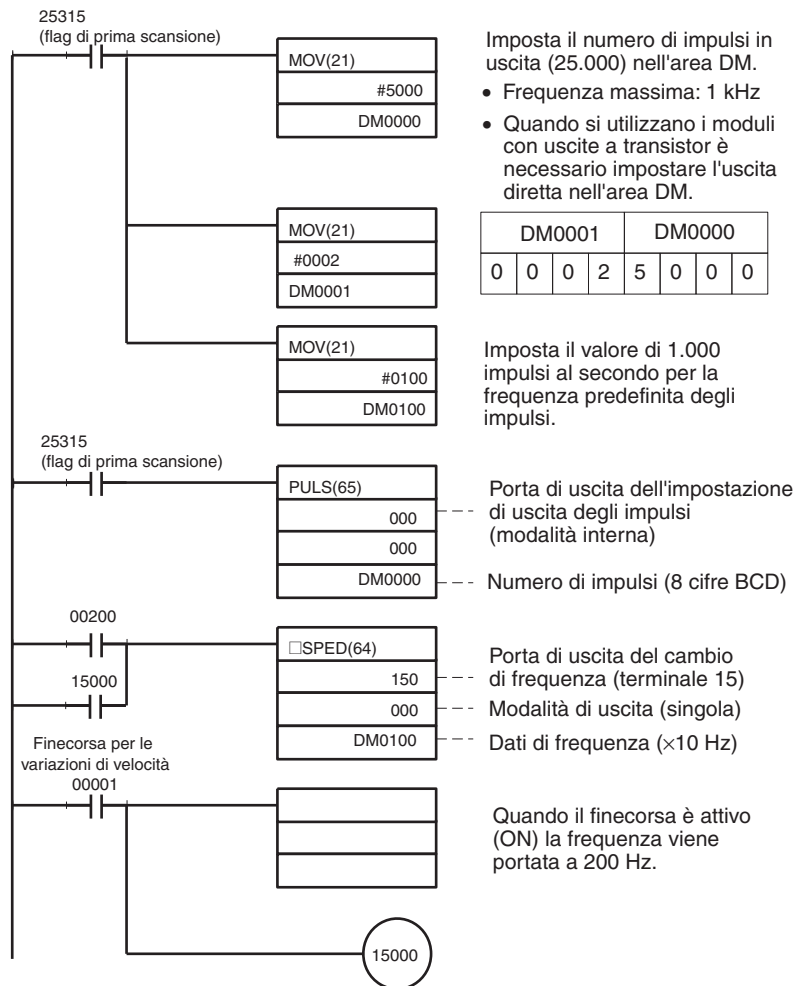 25315
(flag di prima scansione)
MOV(21)
#5000
DM0000
Imposta il numero di impulsi in
uscita (25.000) nell'area DM.
• Frequenza massima: 1 kHz
• Quando si utilizzano i moduli
con uscite a transistor è
necessario impostare l'uscita
diretta nell'area DM.
MOV(21)
#0002
DM0001
DM0001 DM0000
0 0 0 2 5 0 0 0
MOV(21)
#0100
DM0100
Imposta il valore di 1.000
impulsi al secondo per la
frequenza predefinita degli
impulsi.
25315
(flag di prima scansione)
PULS(65)
000
000
DM0000
Porta di uscita dell'impostazione
di uscita degli impulsi
(modalità interna)
Numero di impulsi (8 cifre BCD)
00200
15000
□SPED(64)
150
000
DM0100
Porta di uscita del cambio
di frequenza (terminale 15)
Modalità di uscita (singola)
Dati di frequenza (×10 Hz)
Finecorsa per le
variazioni di velocità
00001
Quando il finecorsa è attivo
(ON) la frequenza viene
portata a 200 Hz.
15000